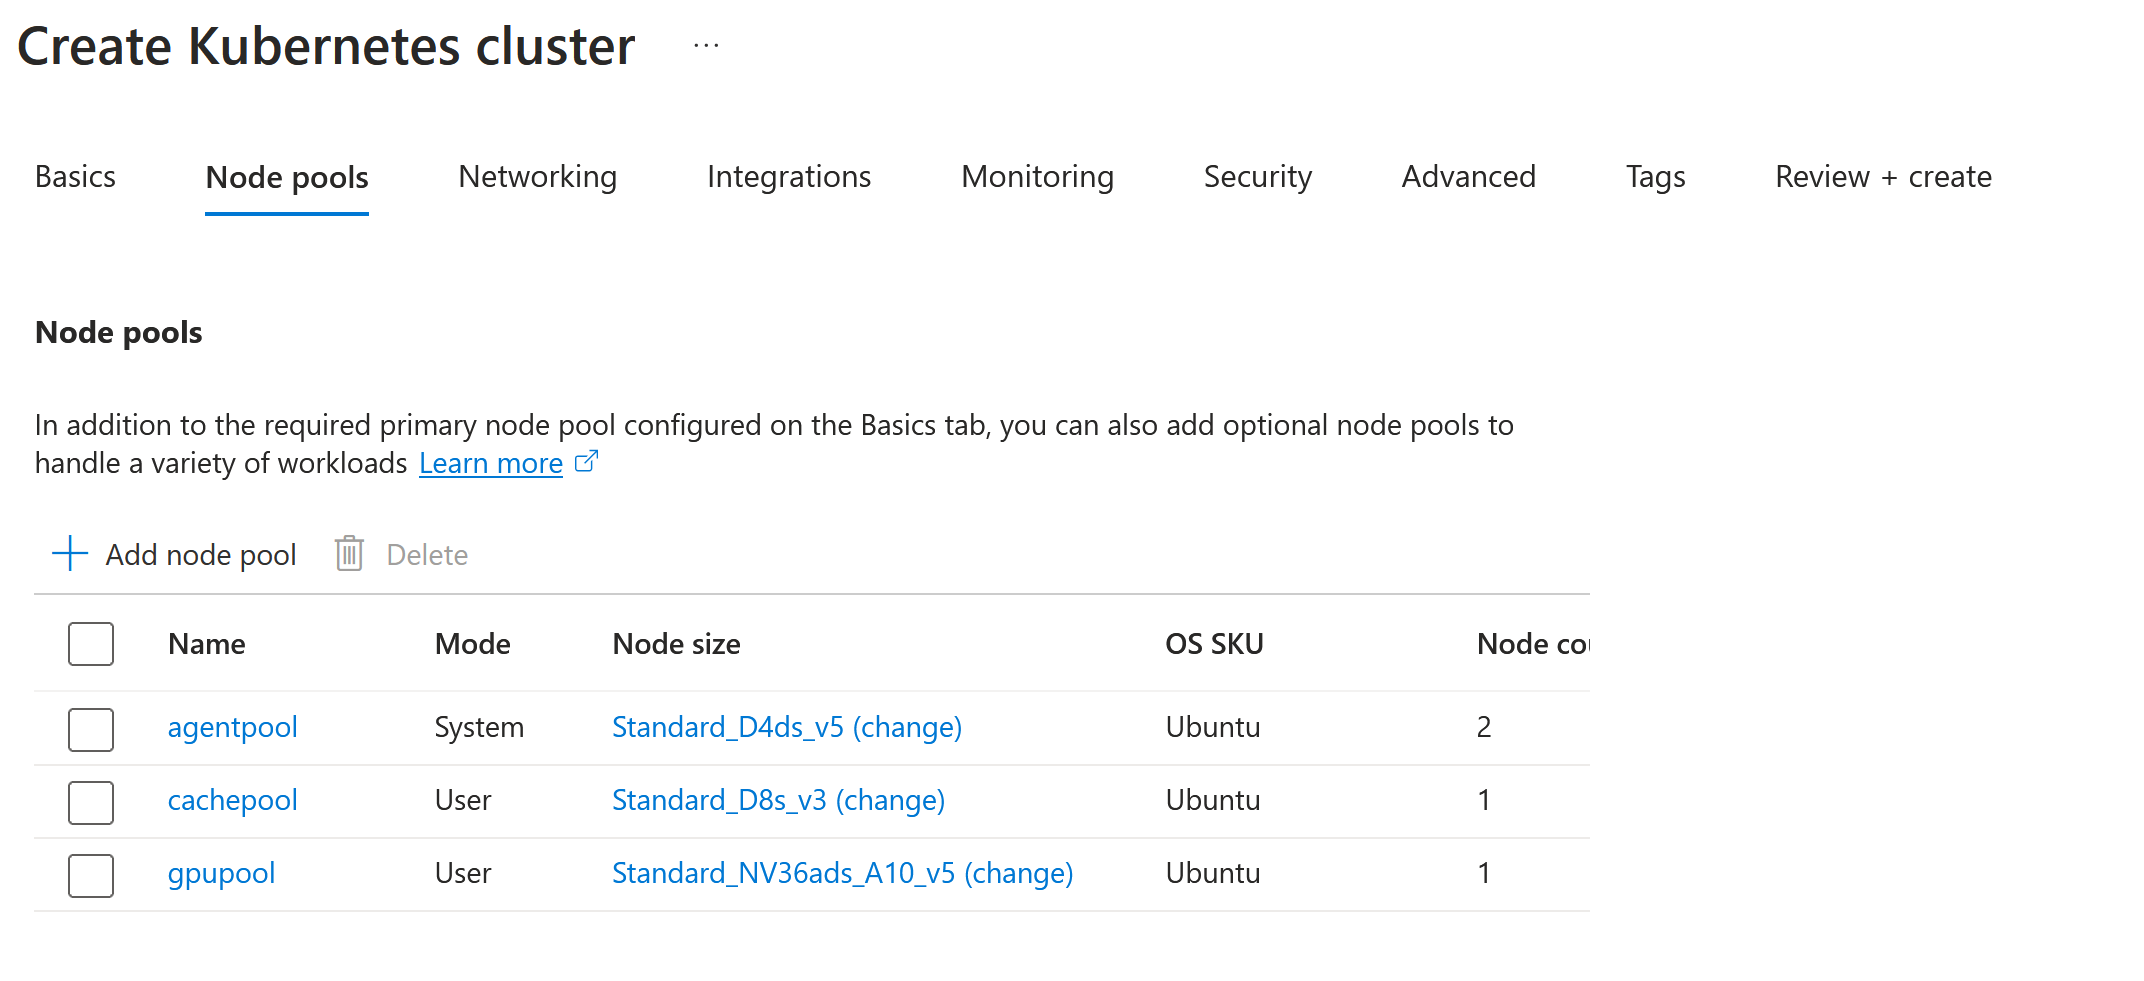 Create Kubernetes cluster ...
Basics Node pools Networking Integrations Monitoring Security Advanced Tags Review + create
Node pools
In addition to the required primary node pool configured on the Basics tab, you can also add optional node pools to
handle a variety of workloads Learn more
Add node pool Delete
Name Mode Node size OS SKU Node cou
agentpool System Standard_D4ds_v5 (change) Ubuntu 2
cachepool User Standard_D8s_v3 (change) Ubuntu 1
gpupool User Standard_NV36ads_A10_v5 (change) Ubuntu 1